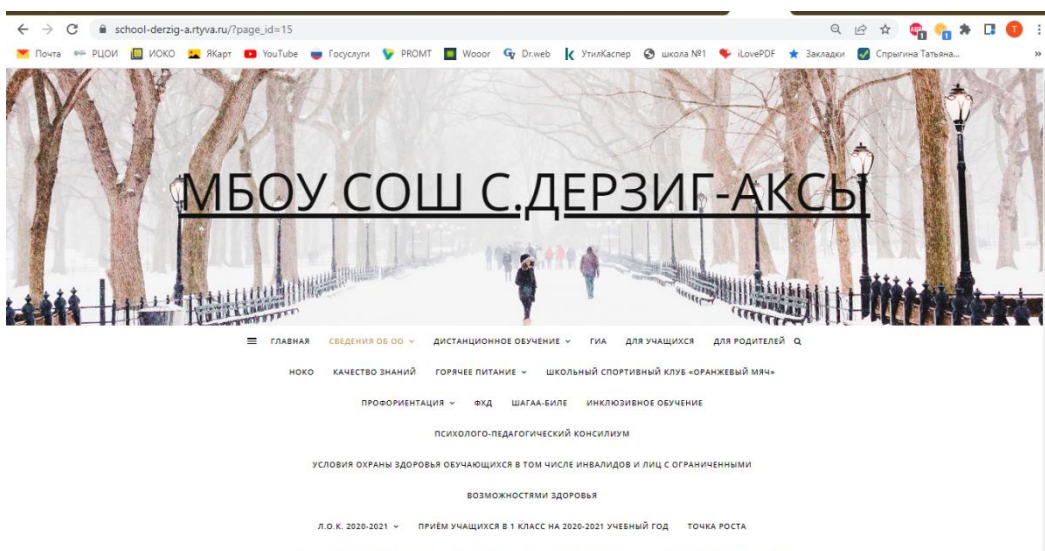 school-derzig-a.rtyva.ru/?page_id=15
Почта РЦОИ ИОКО ЯКарт YouTube Госуслуги PROMT Wooor Dr.web УтилКаспер школа №1 iLovePDF Закладки Спрыгина Татьяна... »
МБОУ СОШ С.ДЕРЗИГ-АКСЫ
ГЛАВНАЯ СВЕДЕНИЯ ОБ ОО ДИСТАНЦИОННОЕ ОБУЧЕНИЕ ГИА ДЛЯ УЧАЩИХСЯ ДЛЯ РОДИТЕЛЕЙ
НОКО КАЧЕСТВО ЗНАНИЙ ГОРЯЧЕЕ ПИТАНИЕ ШКОЛЬНЫЙ СПОРТИВНЫЙ КЛУБ «ОРАНЖЕВЫЙ МЯЧ»
ПРОФОРИЕНТАЦИЯ ФХД ШАГАА-БИЛЕ ИНКЛЮЗИВНОЕ ОБУЧЕНИЕ
ПСИХОЛОГО-ПЕДАГОГИЧЕСКИЙ КОНСИЛИУМ
УСЛОВИЯ ОХРАНЫ ЗДОРОВЬЯ ОБУЧАЮЩИХСЯ В ТОМ ЧИСЛЕ ИНВАЛИДОВ И ЛИЦ С ОГРАНИЧЕННЫМИ
ВОЗМОЖНОСТЯМИ ЗДОРОВЬЯ
Л.О.К. 2020-2021 ПРИЁМ УЧАЩИХСЯ В 1 КЛАСС НА 2020-2021 УЧЕБНЫЙ ГОД ТОЧКА РОСТА